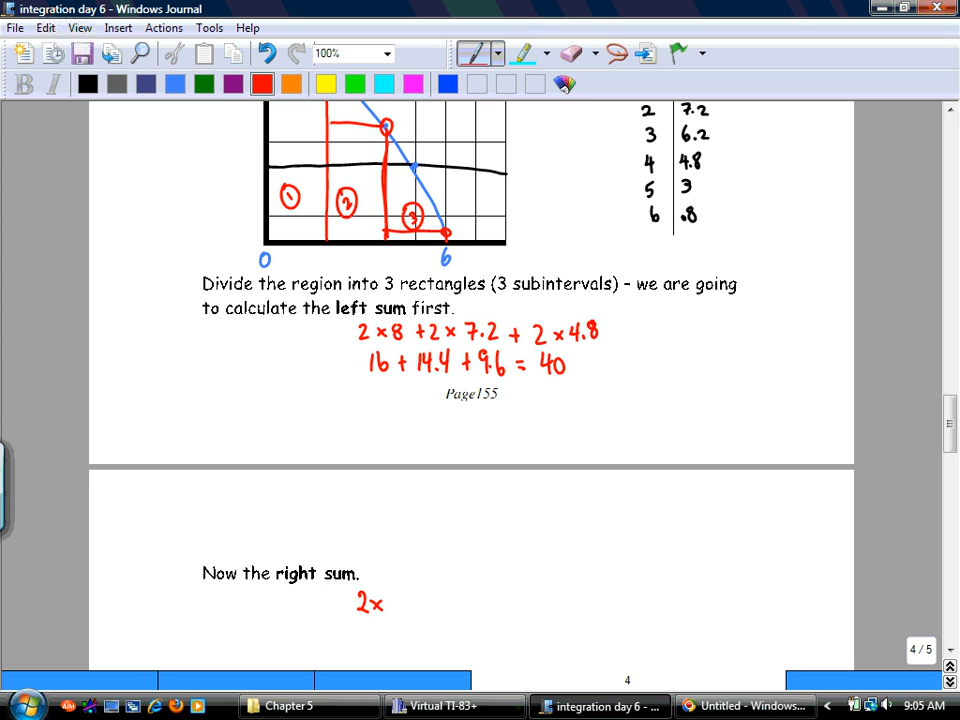 integration day 6 - Windows Journal
File Edit View Insert Actions Tools Help
100%
B I
2 7.2
3 6.2
4 4.8
5 3
6 .8
1 2 3
0 6
Divide the region into 3 rectangles (3 subintervals) - we are going
to calculate the left sum first.
2 × 8 + 2 × 7.2 + 2 × 4.8
16 + 14.4 + 9.6 = 40
Page155
Now the right sum.
2×
4 / 5
4
Chapter 5 Virtual TI-83+ integration day 6 - ... Untitled - Windows... 9:05 AM